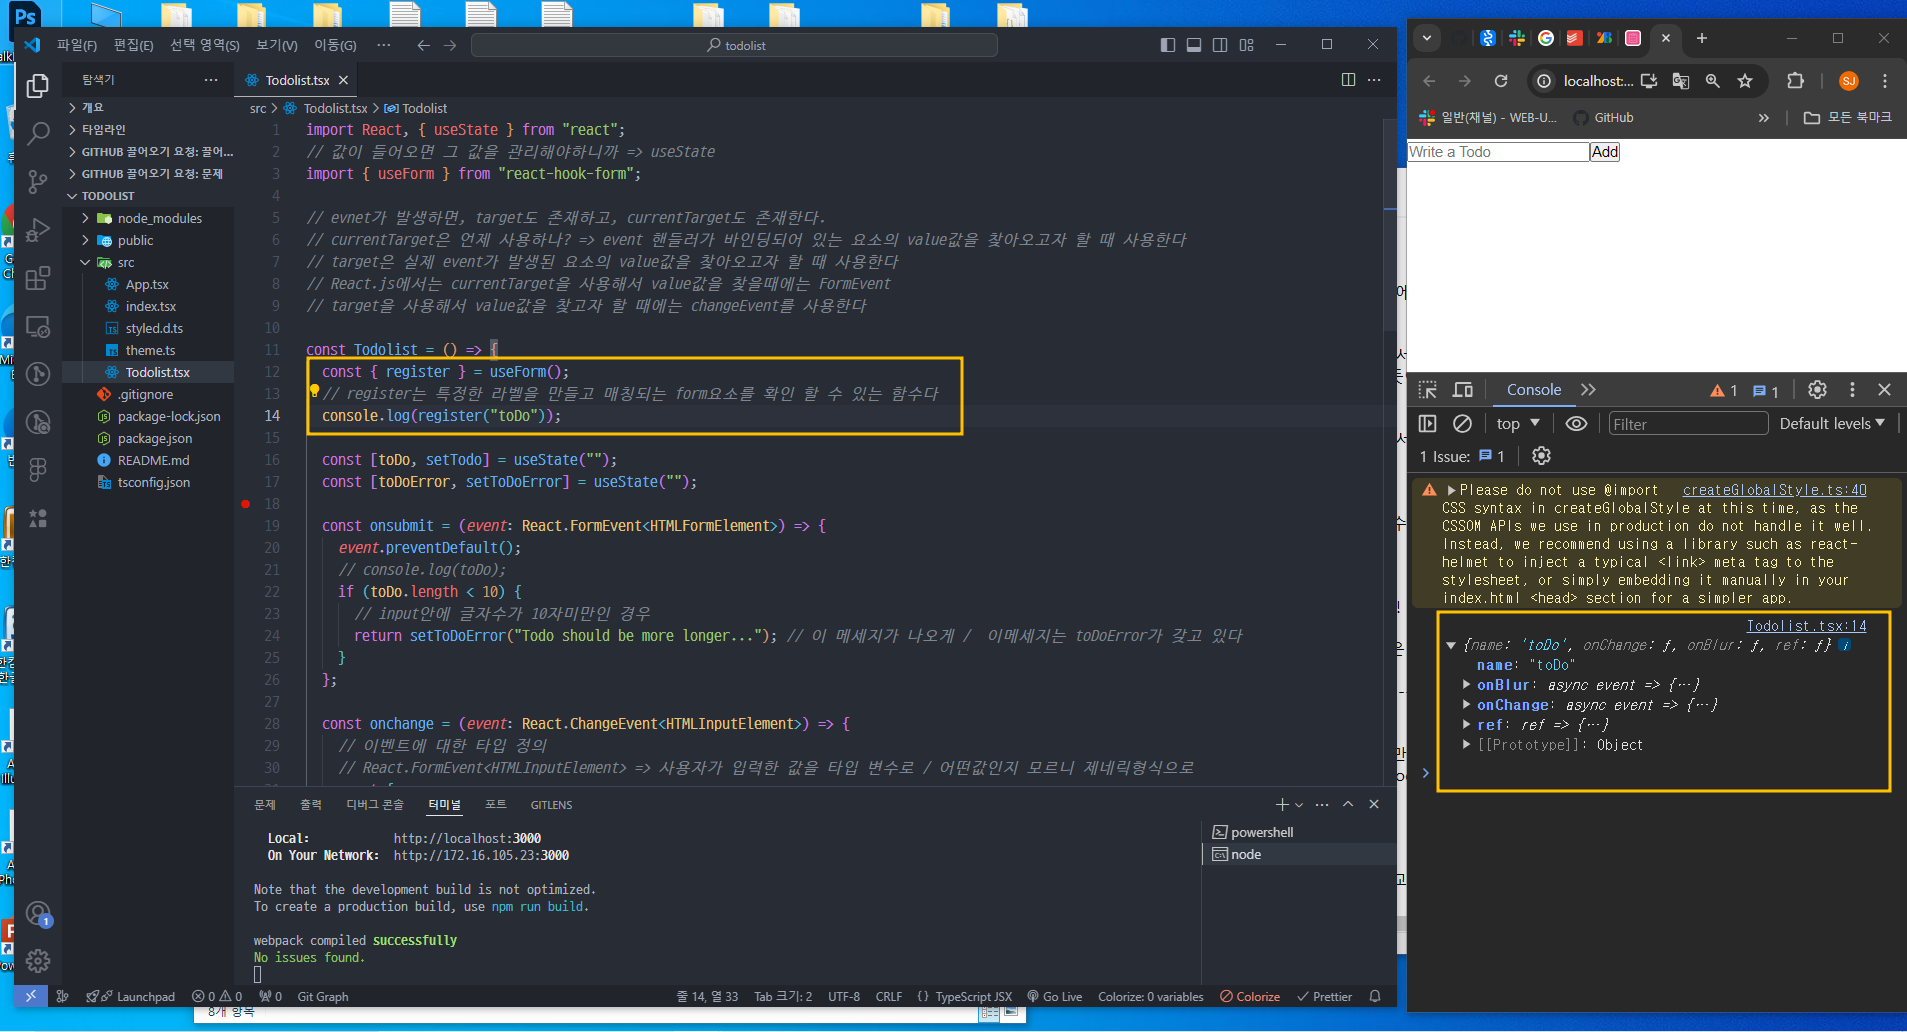 Ps
파일(F) 편집(E) 선택 영역(S) 보기(V) 이동(G) ··· todolist
탐색기 ···
Todolist.tsx
src > Todolist.tsx > Todolist
개요
타임라인
GITHUB 끌어오기 요청: 끌어...
GITHUB 끌어오기 요청: 문제
TODOLIST
node_modules
public
src
App.tsx
index.tsx
styled.d.ts
theme.ts
Todolist.tsx
.gitignore
package-lock.json
package.json
README.md
tsconfig.json
1 import React, { useState } from "react";
2 // 값이 들어오면 그 값을 관리해야하니까 => useState
3 import { useForm } from "react-hook-form";
4
5 // evnet가 발생하면, target도 존재하고, currentTarget도 존재한다.
6 // currentTarget은 언제 사용하나? => event 핸들러가 바인딩되어 있는 요소의 value값을 찾아오고자 할 때 사용한다
7 // target은 실제 event가 발생된 요소의 value값을 찾아오고자 할 때 사용한다
8 // React.js에서는 currentTarget을 사용해서 value값을 찾을때에는 FormEvent
9 // target을 사용해서 value값을 찾고자 할 때에는 changeEvent를 사용한다
10
11 const Todolist = () => {
12 const { register } = useForm();
13 // register는 특정한 라벨을 만들고 매칭되는 form요소를 확인 할 수 있는 함수다
14 console.log(register("toDo"));
15
16 const [toDo, setTodo] = useState("");
17 const [toDoError, setToDoError] = useState("");
18
19 const onsubmit = (event: React.FormEvent<HTMLFormElement>) => {
20 event.preventDefault();
21 // console.log(toDo);
22 if (toDo.length < 10) {
23 // input안에 글자수가 10자미만인 경우
24 return setToDoError("Todo should be more longer..."); // 이 메세지가 나오게 / 이메세지는 toDoError가 갖고 있다
25 }
26 };
27
28 const onchange = (event: React.ChangeEvent<HTMLInputElement>) => {
29 // 이벤트에 대한 타입 정의
30 // React.FormEvent<HTMLInputElement> => 사용자가 입력한 값을 타입 변수로 / 어떤값인지 모르니 제네릭형식으로
문제 출력 디버그 콘솔 터미널 포트 GITLENS
Local: http://localhost:3000
On Your Network: http://172.16.105.23:3000
Note that the development build is not optimized.
To create a production build, use npm run build.
webpack compiled successfully
No issues found.
powershell
node
1
Launchpad 0 0 0 Git Graph 줄 14, 열 33 Tab 크기: 2 UTF-8 CRLF {} TypeScript JSX Go Live Colorize: 0 variables Colorize Prettier
8개 항목
localhost:... SJ
일반(채널) - WEB-U... GitHub » 모든 북마크
Write a Todo Add
Console 1 1
top Filter Default levels
1 Issue: 1
Please do not use @import createGlobalStyle.ts:40
CSS syntax in createGlobalStyle at this time, as the
CSSOM APIs we use in production do not handle it well.
Instead, we recommend using a library such as react-
helmet to inject a typical <link> meta tag to the
stylesheet, or simply embedding it manually in your
index.html <head> section for a simpler app.
Todolist.tsx:14
{name: 'toDo', onChange: ƒ, onBlur: ƒ, ref: ƒ}
name: "toDo"
onBlur: async event => {…}
onChange: async event => {…}
ref: ref => {…}
[[Prototype]]: Object